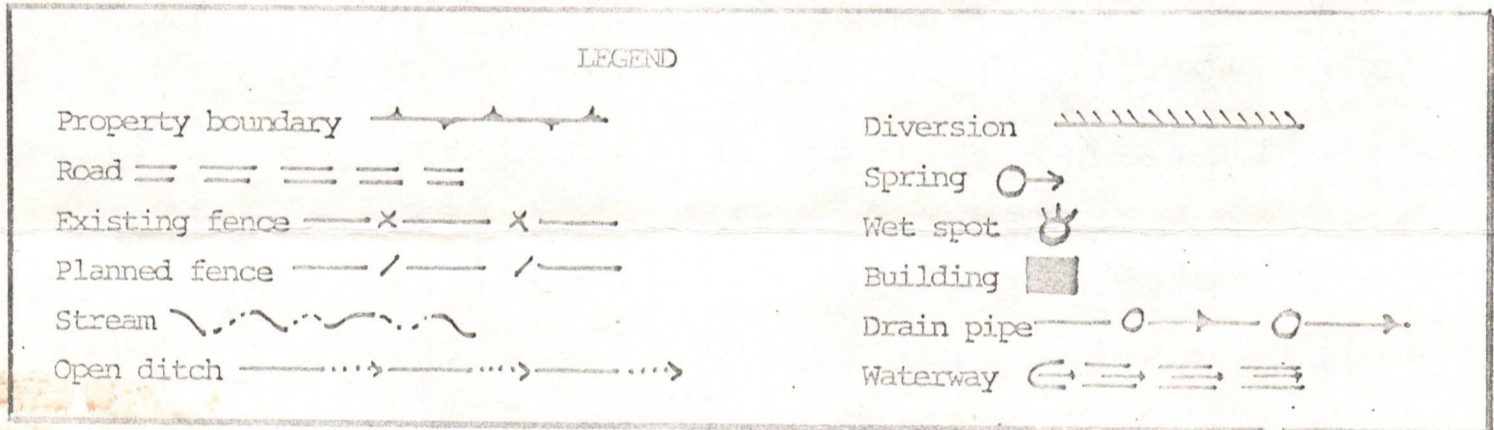 LEGEND
Property boundary
Road
Existing fence
Planned fence
Stream
Open ditch
Diversion
Spring
Wet spot
Building
Drain pipe
Waterway